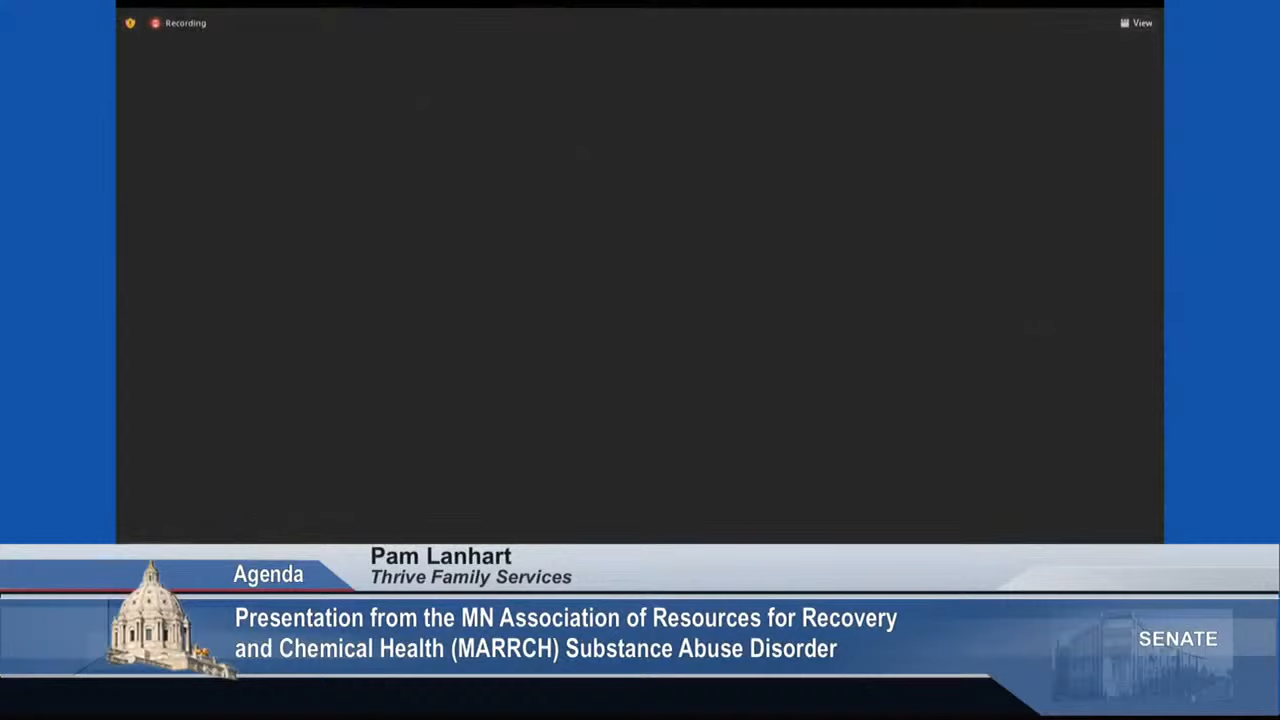 Recording
View
Pam Lanhart
Thrive Family Services
Agenda
Presentation from the MN Association of Resources for Recovery
and Chemical Health (MARRCH) Substance Abuse Disorder
SENATE